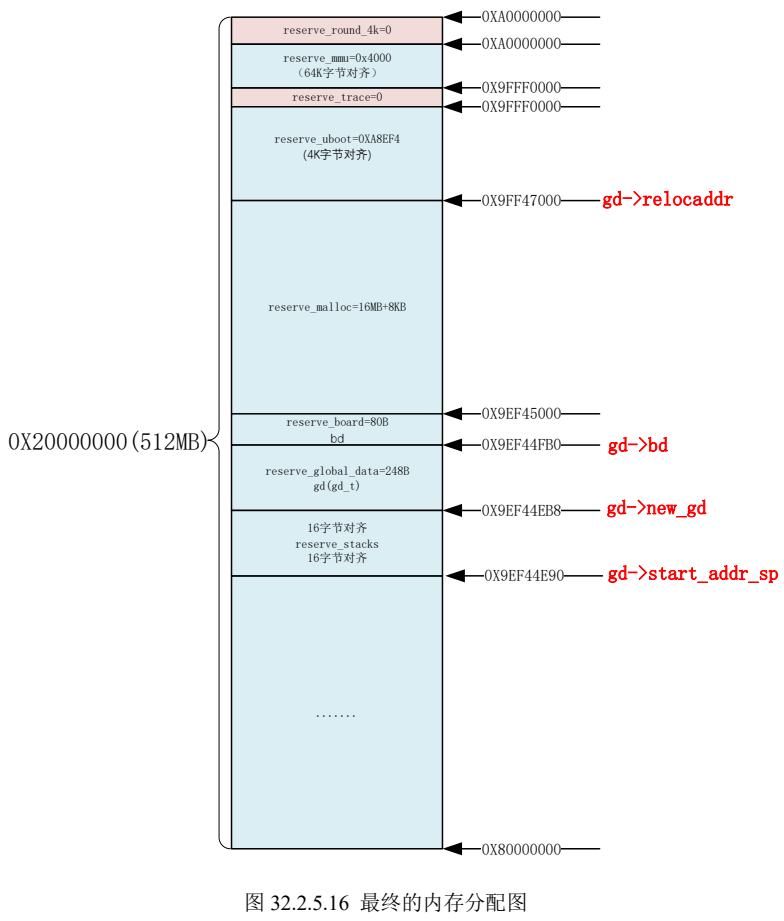 0XA0000000
reserve_round_4k=0
0XA0000000
reserve_mmu=0x4000
（64K字节对齐）
0X9FFF0000
reserve_trace=0
0X9FFF0000
reserve_uboot=0XA8EF4
(4K字节对齐)
0X9FF47000
gd->relocaddr
reserve_malloc=16MB+8KB
0X9EF45000
reserve_board=80B
bd
0X20000000(512MB)
0X9EF44FB0
gd->bd
reserve_global_data=248B
gd(gd_t)
0X9EF44EB8
gd->new_gd
16字节对齐
reserve_stacks
16字节对齐
0X9EF44E90
gd->start_addr_sp
.......
0X80000000
图 32.2.5.16 最终的内存分配图